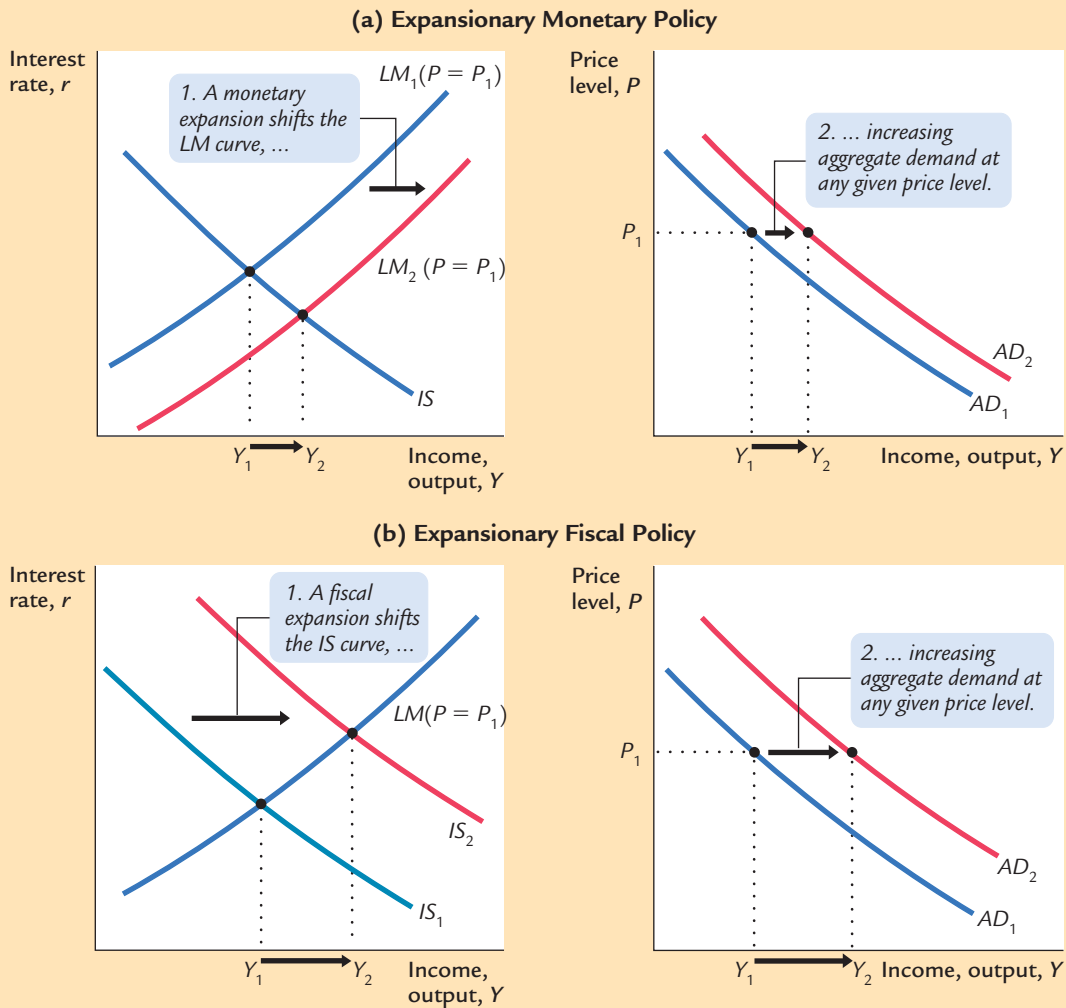 (a) Expansionary Monetary Policy
Interest
rate, r
1. A monetary
expansion shifts the
LM curve, ...
LM₁(P = P₁)
LM₂ (P = P₁)
IS
Y₁
Y₂
Income,
output, Y
Price
level, P
2. ... increasing
aggregate demand at
any given price level.
P₁
AD₂
AD₁
Y₁
Y₂
Income, output, Y
(b) Expansionary Fiscal Policy
Interest
rate, r
1. A fiscal
expansion shifts
the IS curve, ...
LM(P = P₁)
IS₂
IS₁
Y₁
Y₂
Income,
output, Y
Price
level, P
2. ... increasing
aggregate demand at
any given price level.
P₁
AD₂
AD₁
Y₁
Y₂
Income, output, Y